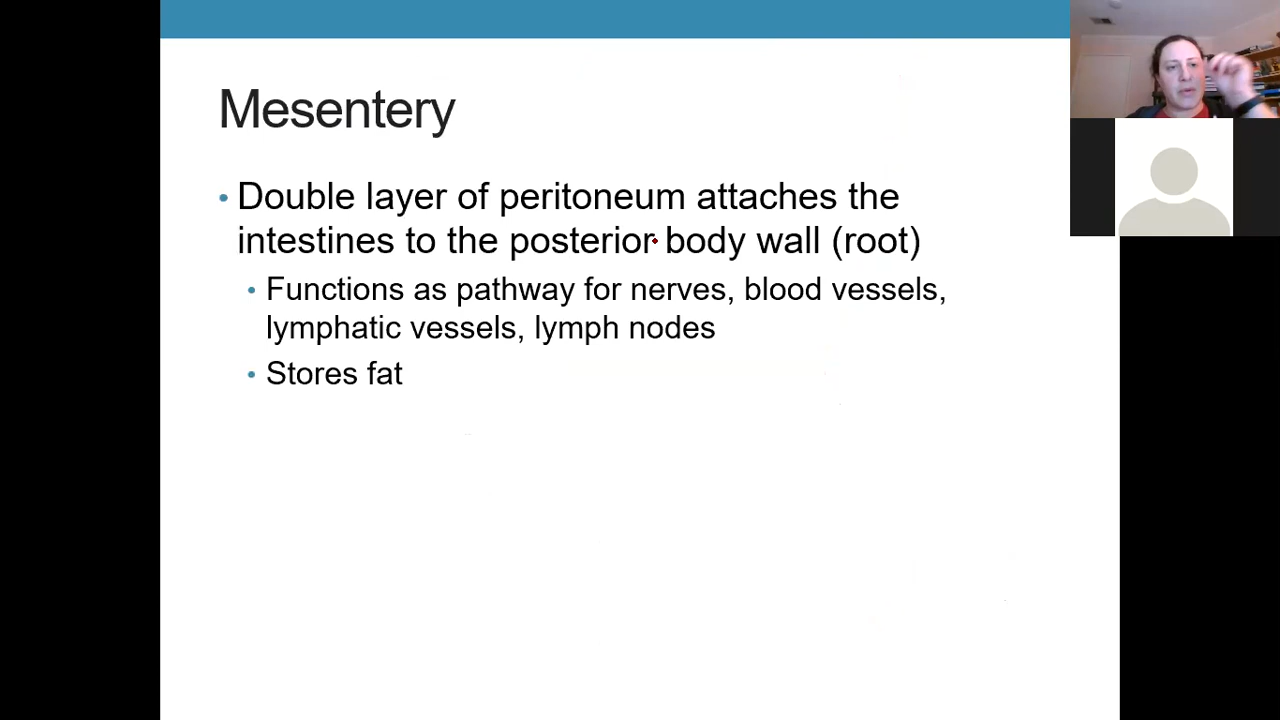 Mesentery
• Double layer of peritoneum attaches the
intestines to the posterior body wall (root)
• Functions as pathway for nerves, blood vessels,
lymphatic vessels, lymph nodes
• Stores fat